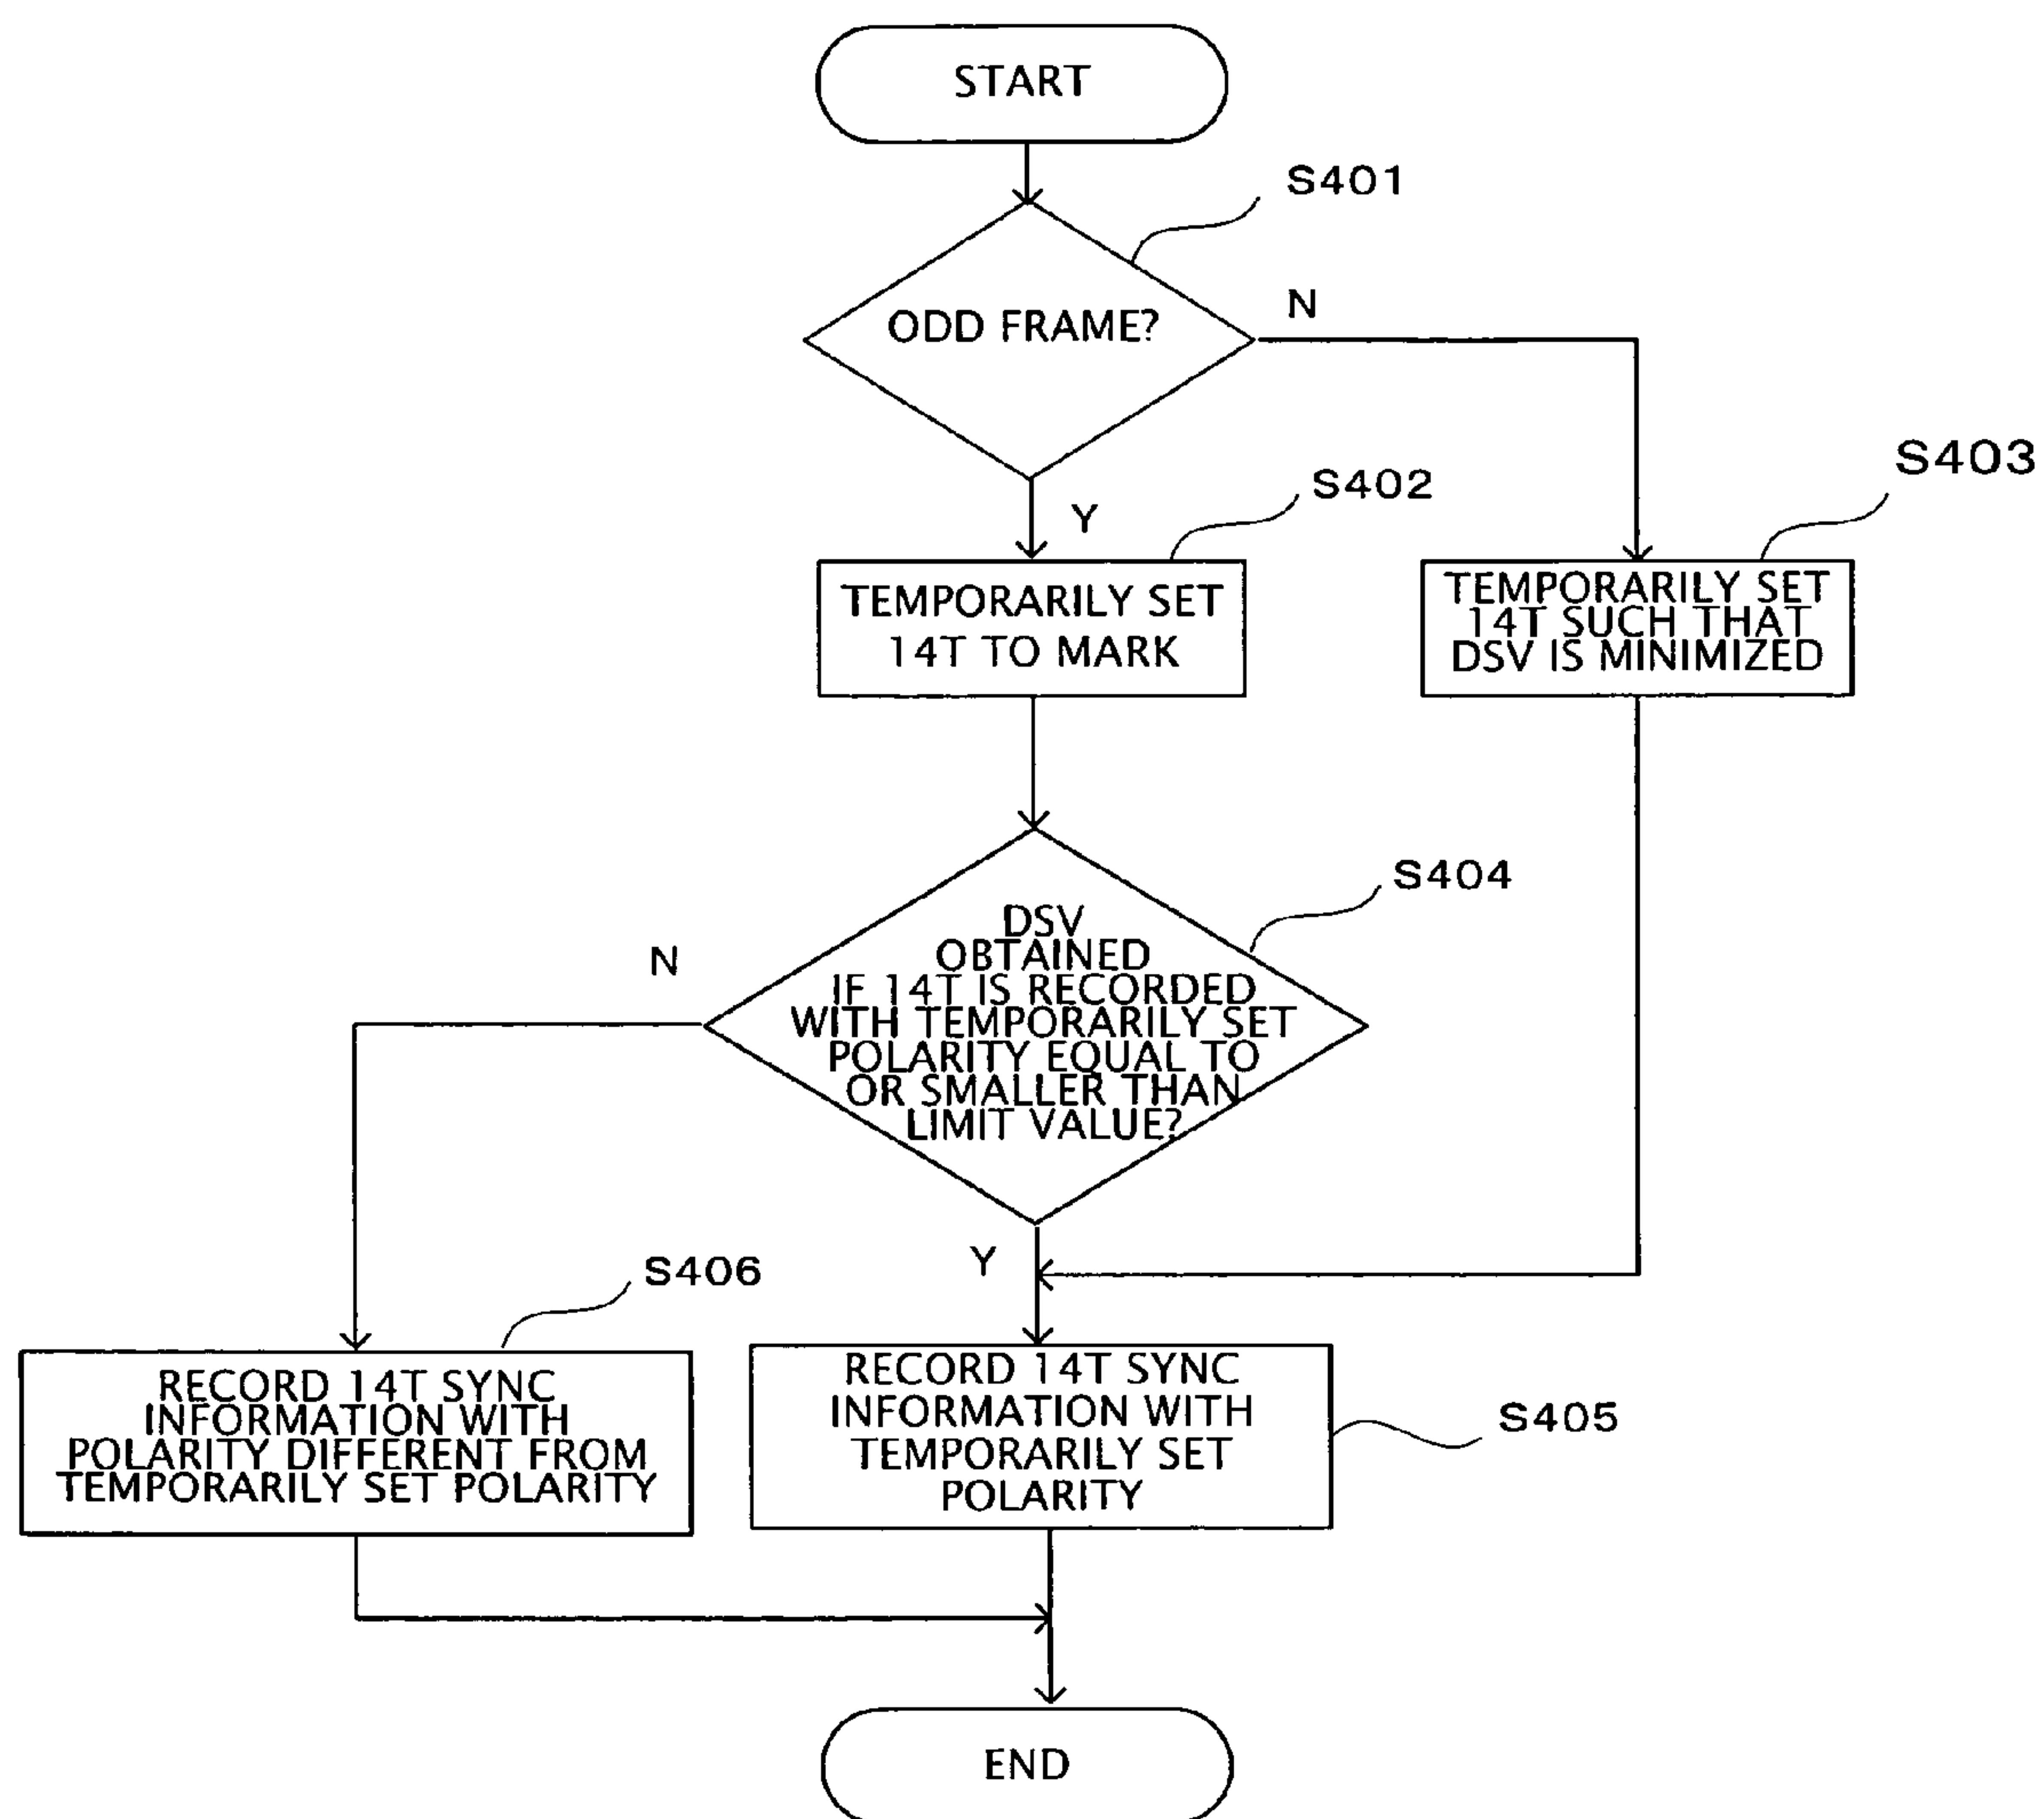 START
S401
ODD FRAME?
N
S402
S403
Y
TEMPORARILY SET
14T TO MARK
TEMPORARILY SET
14T SUCH THAT
DSV IS MINIMIZED
S404
DSV
OBTAINED
IF 14T IS RECORDED
WITH TEMPORARILY SET
POLARITY EQUAL TO
OR SMALLER THAN
LIMIT VALUE?
N
Y
S406
RECORD 14T SYNC
INFORMATION WITH
POLARITY DIFFERENT FROM
TEMPORARILY SET POLARITY
RECORD 14T SYNC
INFORMATION WITH
TEMPORARILY SET
POLARITY
S405
END